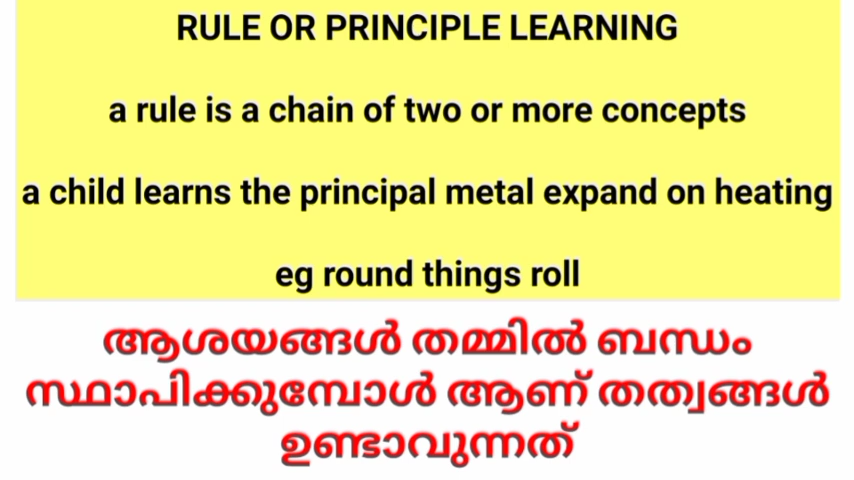 RULE OR PRINCIPLE LEARNING
a rule is a chain of two or more concepts
a child learns the principal metal expand on heating
eg round things roll
ആശയങ്ങൾ തമ്മിൽ ബന്ധം
സ്ഥാപിക്കുമ്പോൾ ആണ് തത്വങ്ങൾ
ഉണ്ടാവുന്നത്